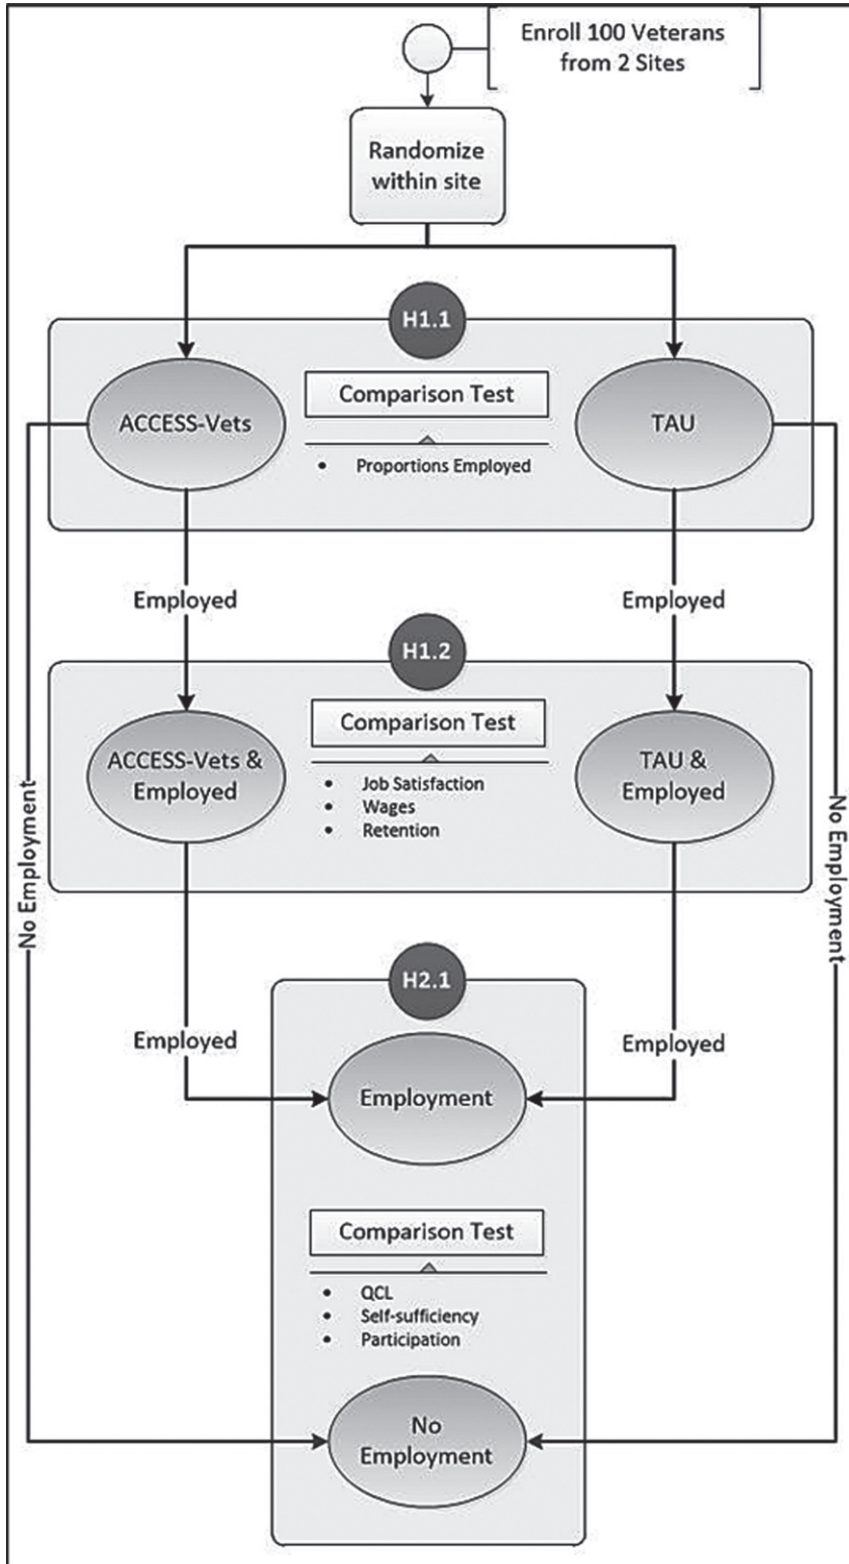 Enroll 100 Veterans
from 2 Sites
Randomize
within site
H1.1
Comparison Test
ACCESS-Vets
TAU
• Proportions Employed
Employed
Employed
H1.2
Comparison Test
ACCESS-Vets &
Employed
TAU &
Employed
• Job Satisfaction
• Wages
• Retention
No Employment
No Employment
H2.1
Employed
Employed
Employment
Comparison Test
• QCL
• Self-sufficiency
• Participation
No
Employment